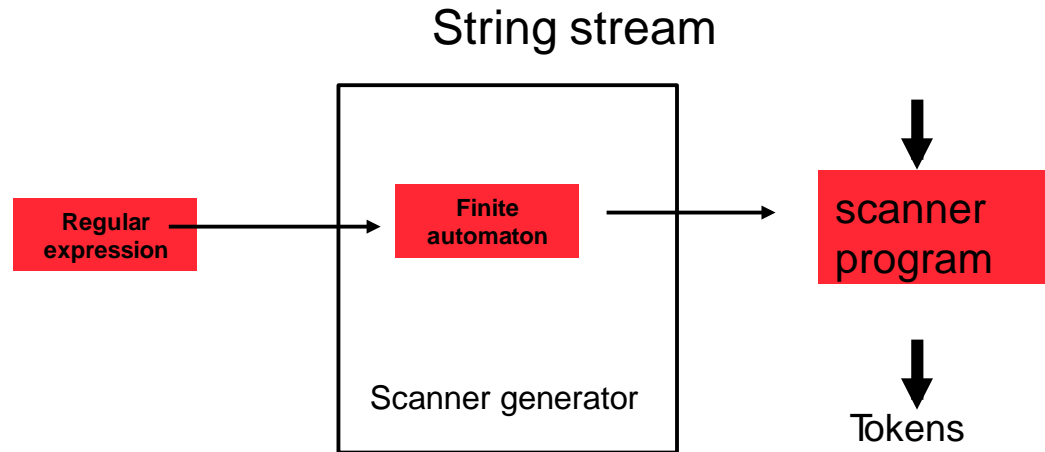 String stream
Regular
expression
Finite
automaton
scanner
program
Scanner generator
Tokens